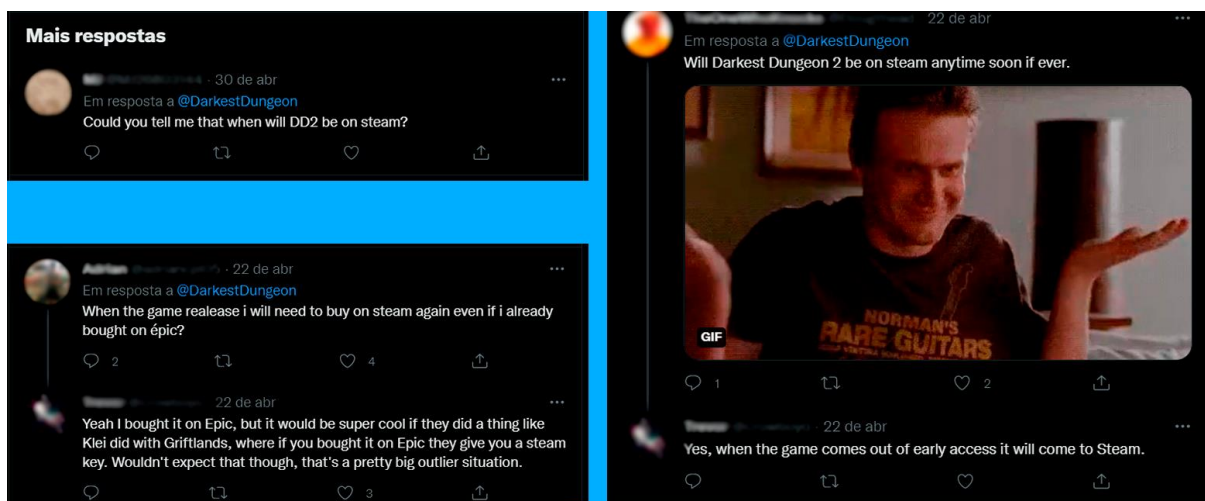 Mais respostas
30 de abr
Em resposta a @DarkestDungeon
Could you tell me that when will DD2 be on steam?
Adrian
· 22 de abr
Em resposta a @DarkestDungeon
When the game realease i will need to buy on steam again even if i already
bought on épic?
2
4
22 de abr
Yeah I bought it on Epic, but it would be super cool if they did a thing like
Klei did with Griftlands, where if you bought it on Epic they give you a steam
key. Wouldn't expect that though, that's a pretty big outlier situation.
3
22 de abr
Em resposta a @DarkestDungeon
Will Darkest Dungeon 2 be on steam anytime soon if ever.
NORMAN'S
RARE GUITARS
GIF
1
2
· 22 de abr
Yes, when the game comes out of early access it will come to Steam.